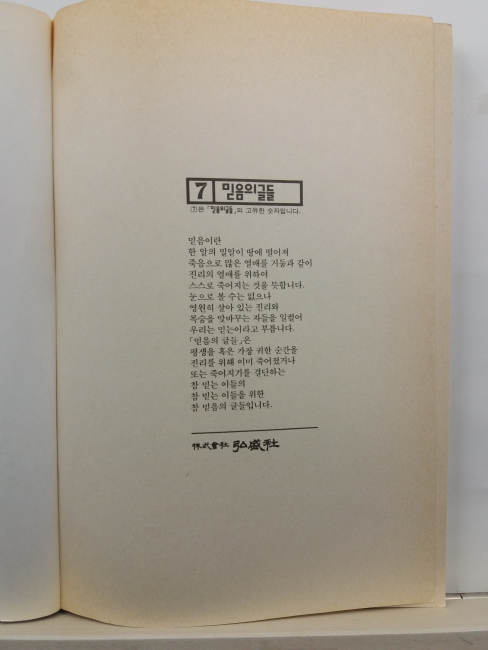 7 믿음의글들
⑦은 「믿음의글들」의 고유한 숫자입니다.
믿음이란
한 알의 밀알이 땅에 떨어져
죽음으로 많은 열매를 거둠과 같이
진리의 열매를 위하여
스스로 죽어지는 것을 뜻합니다.
눈으로 볼 수는 없으나
영원히 살아 있는 진리와
목숨을 맞바꾸는 자들을 일컬어
우리는 믿는이라고 부릅니다.
「믿음의 글들」은
평생을 혹은 가장 귀한 순간을
진리를 위해 이미 죽어졌거나
또는 죽어지기를 결단하는
참 믿는 이들의
참 믿는 이들을 위한
참 믿음의 글들입니다.
株式會社 弘盛社